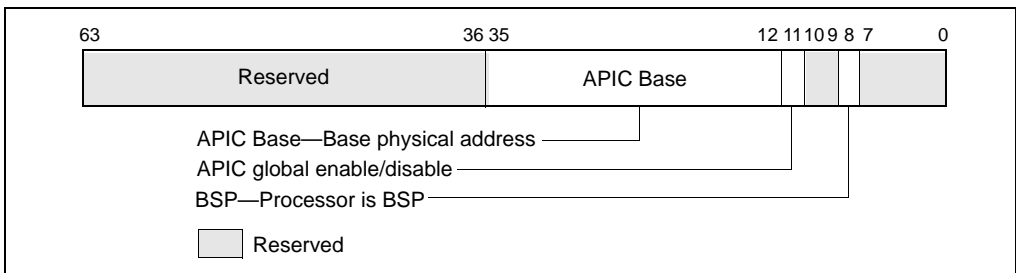 63 36 35 12 11 10 9 8 7 0
Reserved APIC Base
APIC Base—Base physical address
APIC global enable/disable
BSP—Processor is BSP
Reserved